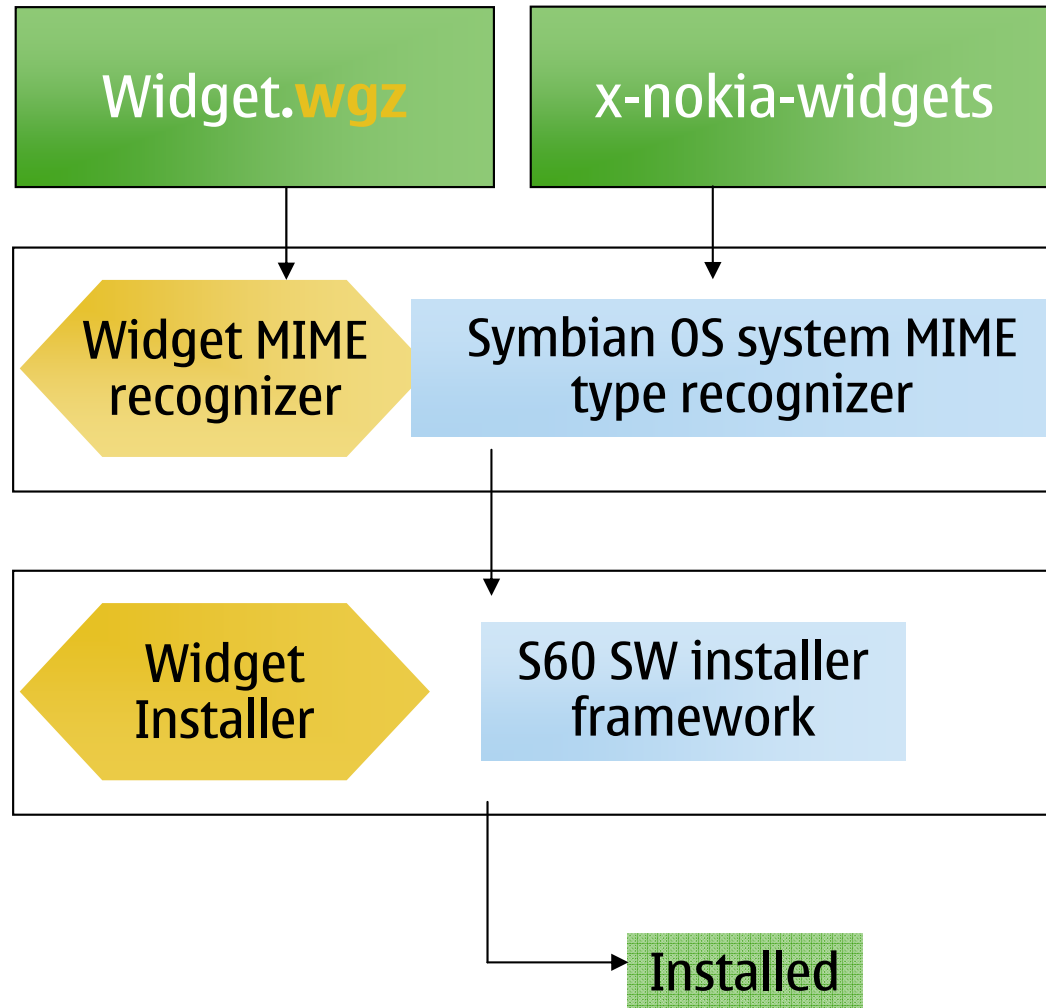 Widget.wgz
x-nokia-widgets
Widget MIME
recognizer
Symbian OS system MIME
type recognizer
Widget
Installer
S60 SW installer
framework
Installed